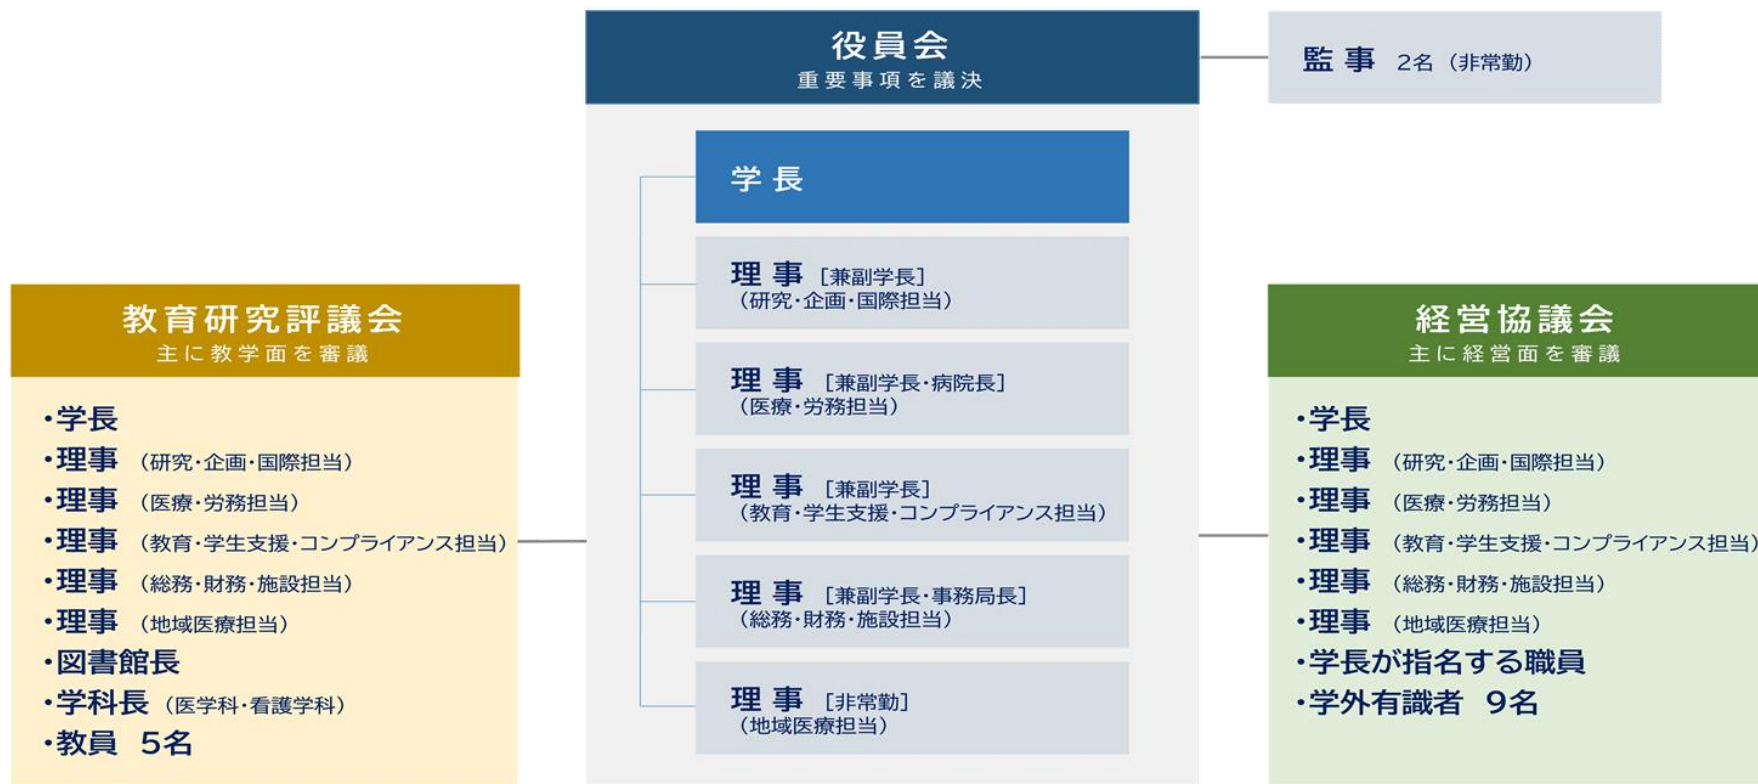 役員会
重要事項を議決
監事 2名（非常勤）
学長
理事 [兼副学長]
（研究・企画・国際担当）
理事 [兼副学長・病院長]
（医療・労務担当）
理事 [兼副学長]
（教育・学生支援・コンプライアンス担当）
理事 [兼副学長・事務局長]
（総務・財務・施設担当）
理事 [非常勤]
（地域医療担当）
教育研究評議会
主に教学面を審議
・学長
・理事（研究・企画・国際担当）
・理事（医療・労務担当）
・理事（教育・学生支援・コンプライアンス担当）
・理事（総務・財務・施設担当）
・理事（地域医療担当）
・図書館長
・学科長（医学科・看護学科）
・教員 5名
経営協議会
主に経営面を審議
・学長
・理事（研究・企画・国際担当）
・理事（医療・労務担当）
・理事（教育・学生支援・コンプライアンス担当）
・理事（総務・財務・施設担当）
・理事（地域医療担当）
・学長が指名する職員
・学外有識者 9名